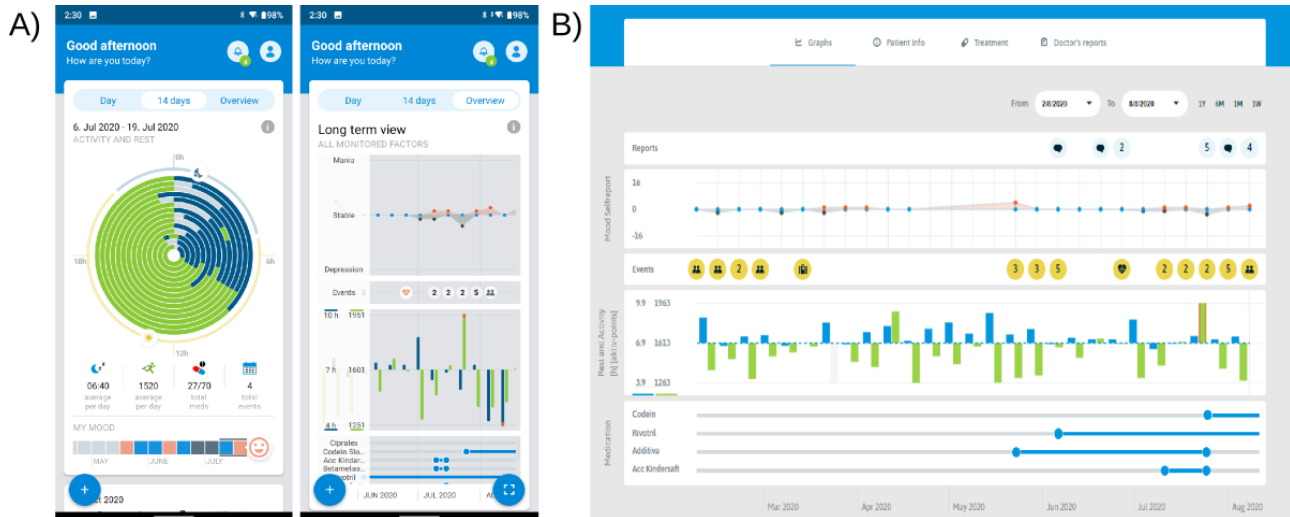 A)
2:30
98%
Good afternoon
How are you today?
Day 14 days Overview
6. Jul 2020 - 19. Jul 2020
ACTIVITY AND REST
0h
18h
6h
12h
06:40 1520 27/70 4
average per day average per day total meds total events
MY MOOD
MAY JUNE JULY
+
2:30
98%
Good afternoon
How are you today?
Day 14 days Overview
Long term view
ALL MONITORED FACTORS
Mania
Stable
Depression
Events 2 2 2 5
10 h 1951
7 h 1601
4 h 1251
Cipralex
Codein Slo...
Acc Kinder...
Betametas...
+
JUN 2020 JUL 2020
B)
Graphs Patient info Treatment Doctor's reports
From 2/8/2020 To 8/8/2020 1Y 6M 1M 1W
Reports 2 5 4
Mood Selfreport
16
0
-16
Events 2 3 3 5 2 2 2 5
Rest and Activity
[h] [aktiv-points]
9.9 1963
6.9 1613
3.9 1263
Medication
Codein
Rivotril
Additiva
Acc Kindersaft
Mar 2020 Apr 2020 May 2020 Jun 2020 Jul 2020 Aug 2020